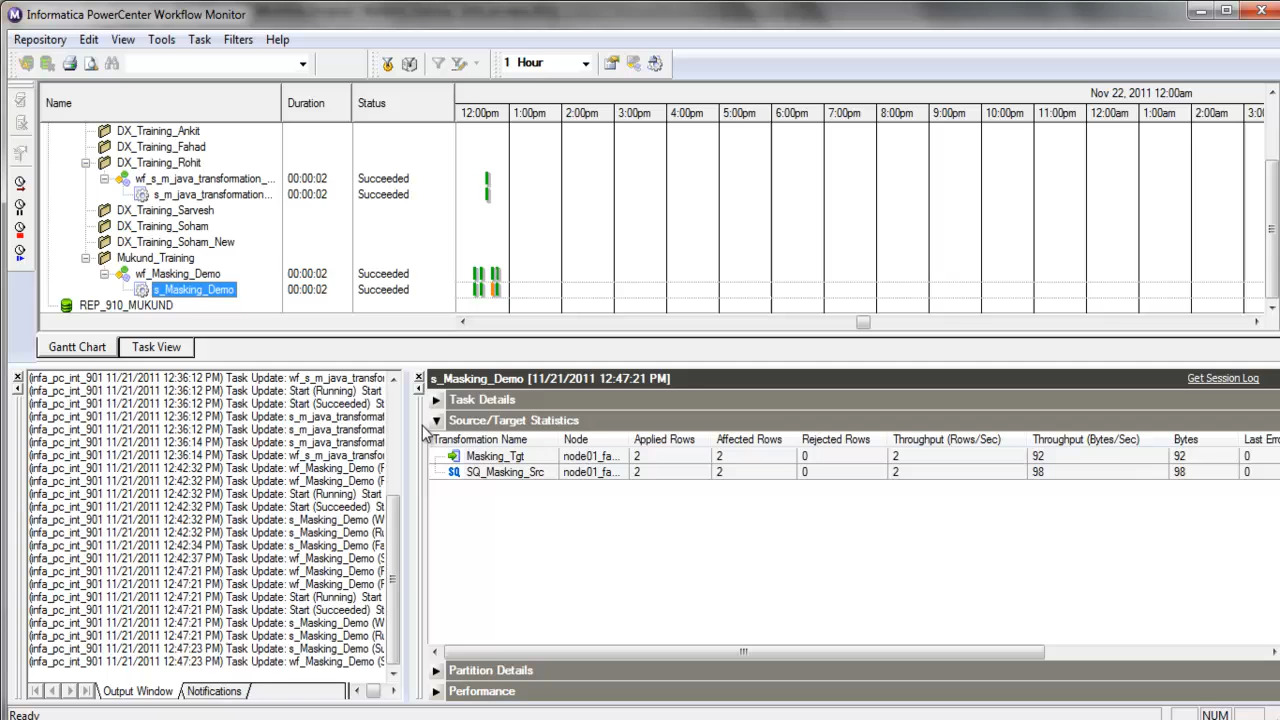 Informatica PowerCenter Workflow Monitor
Repository Edit View Tools Task Filters Help
1 Hour
Name Duration Status Nov 22, 2011 12:00am
12:00pm 1:00pm 2:00pm 3:00pm 4:00pm 5:00pm 6:00pm 7:00pm 8:00pm 9:00pm 10:00pm 11:00pm 12:00am 1:00am 2:00am 3:00
DX_Training_Ankit
DX_Training_Fahad
DX_Training_Rohit
wf_s_m_java_transformation_... 00:00:02 Succeeded
s_m_java_transformation... 00:00:02 Succeeded
DX_Training_Sarvesh
DX_Training_Soham
DX_Training_Soham_New
Mukund_Training
wf_Masking_Demo 00:00:02 Succeeded
s_Masking_Demo 00:00:02 Succeeded
REP_910_MUKUND
Gantt Chart Task View
(infa_pc_int_901 11/21/2011 12:36:12 PM) Task Update: wf_s_m_java_transfor
(infa_pc_int_901 11/21/2011 12:36:12 PM) Task Update: Start (Running) Start
(infa_pc_int_901 11/21/2011 12:36:12 PM) Task Update: Start (Succeeded) St
(infa_pc_int_901 11/21/2011 12:36:12 PM) Task Update: s_m_java_transformat
(infa_pc_int_901 11/21/2011 12:36:12 PM) Task Update: s_m_java_transformat
(infa_pc_int_901 11/21/2011 12:36:14 PM) Task Update: s_m_java_transformat
(infa_pc_int_901 11/21/2011 12:36:14 PM) Task Update: wf_s_m_java_transfor
(infa_pc_int_901 11/21/2011 12:42:32 PM) Task Update: wf_Masking_Demo (
(infa_pc_int_901 11/21/2011 12:42:32 PM) Task Update: wf_Masking_Demo (F
(infa_pc_int_901 11/21/2011 12:42:32 PM) Task Update: Start (Running) Start
(infa_pc_int_901 11/21/2011 12:42:32 PM) Task Update: Start (Succeeded) St
(infa_pc_int_901 11/21/2011 12:42:32 PM) Task Update: s_Masking_Demo (W
(infa_pc_int_901 11/21/2011 12:42:32 PM) Task Update: s_Masking_Demo (Ru
(infa_pc_int_901 11/21/2011 12:42:34 PM) Task Update: s_Masking_Demo (Fa
(infa_pc_int_901 11/21/2011 12:42:37 PM) Task Update: wf_Masking_Demo (S
(infa_pc_int_901 11/21/2011 12:47:21 PM) Task Update: wf_Masking_Demo (
(infa_pc_int_901 11/21/2011 12:47:21 PM) Task Update: wf_Masking_Demo (F
(infa_pc_int_901 11/21/2011 12:47:21 PM) Task Update: Start (Running) Start
(infa_pc_int_901 11/21/2011 12:47:21 PM) Task Update: Start (Succeeded) S
(infa_pc_int_901 11/21/2011 12:47:21 PM) Task Update: s_Masking_Demo (W
(infa_pc_int_901 11/21/2011 12:47:21 PM) Task Update: s_Masking_Demo (Ru
(infa_pc_int_901 11/21/2011 12:47:23 PM) Task Update: s_Masking_Demo (Su
(infa_pc_int_901 11/21/2011 12:47:23 PM) Task Update: wf_Masking_Demo (S
Output Window Notifications
s_Masking_Demo [11/21/2011 12:47:21 PM] Get Session Log
Task Details
Source/Target Statistics
Transformation Name Node Applied Rows Affected Rows Rejected Rows Throughput (Rows/Sec) Throughput (Bytes/Sec) Bytes Last Erro
Masking_Tgt node01_fa... 2 2 0 2 92 92 0
SQ SQ_Masking_Src node01_fa... 2 2 0 2 98 98 0
Partition Details
Performance
Ready NUM